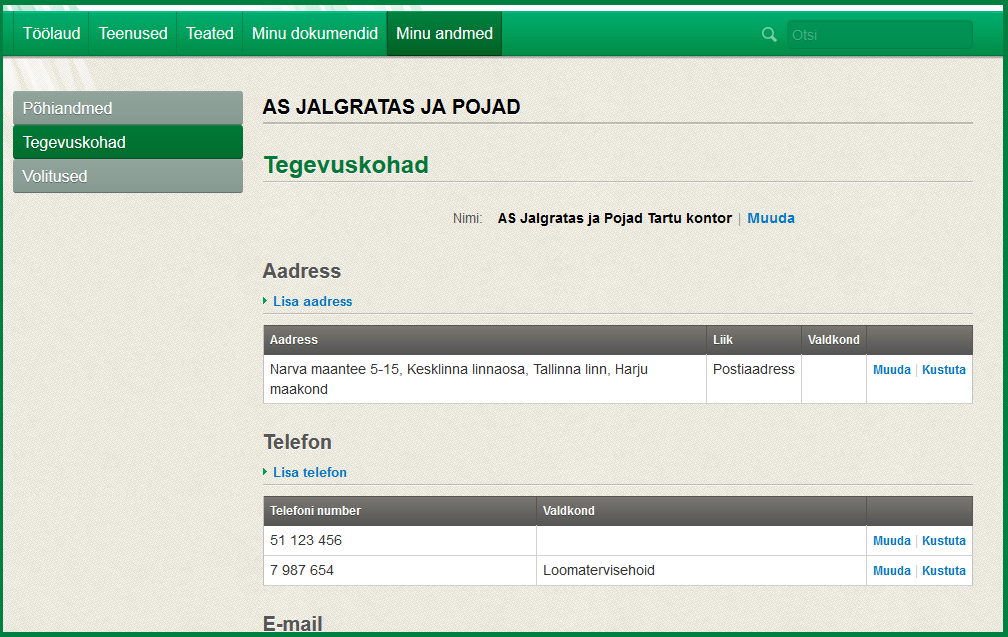 Töölaud Teenused Teated Minu dokumendid Minu andmed Otsi
Põhiandmed
Tegevuskohad
Volitused
AS JALGRATAS JA POJAD
Tegevuskohad
Nimi: AS Jalgratas ja Pojad Tartu kontor | Muuda
Aadress
Lisa aadress
Aadress Liik Valdkond
Narva maantee 5-15, Kesklinna linnaosa, Tallinna linn, Harju Postiaadress Muuda | Kustuta
maakond
Telefon
Lisa telefon
Telefoni number Valdkond
51 123 456 Muuda | Kustuta
7 987 654 Loomatervisehoid Muuda | Kustuta
E-mail